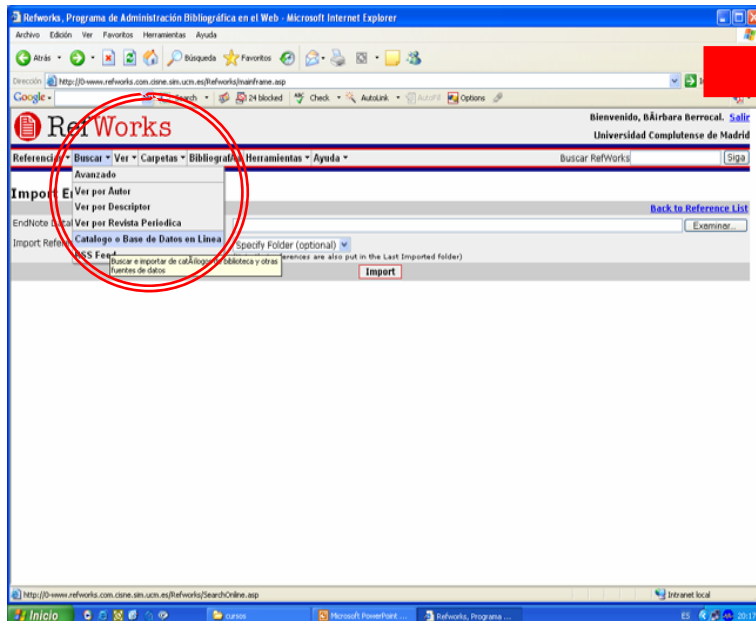 Refworks, Programa de Administración Bibliográfica en el Web - Microsoft Internet Explorer
Archivo Edición Ver Favoritos Herramientas Ayuda
Atrás Búsqueda Favoritos
Dirección http://0-www.refworks.com.cisne.sim.ucm.es/Refworks/mainframe.asp
Google 24 blocked Check AutoLink AutoFill Options
RefWorks
Bienvenido, BÃirbara Berrocal. Salir
Universidad Complutense de Madrid
Buscar Ver Carpetas Herramientas Ayuda Buscar RefWorks Siga
Avanzado
Import
Ver por Autor
Ver por Descriptor
Back to Reference List
EndNote Ver por Revista Periodica Examinar...
Import Catalogo o Base de Datos en Linea Specify Folder (optional)
RSS Feed are also put in the Last Imported folder)
Buscar e importar de biblioteca y otras
fuentes de datos
Import
http://0-www.refworks.com.cisne.sim.ucm.es/Refworks/SearchOnline.asp Intranet local
Inicio cursos Microsoft PowerPoint ... Refworks, Programa ... ES 20:17